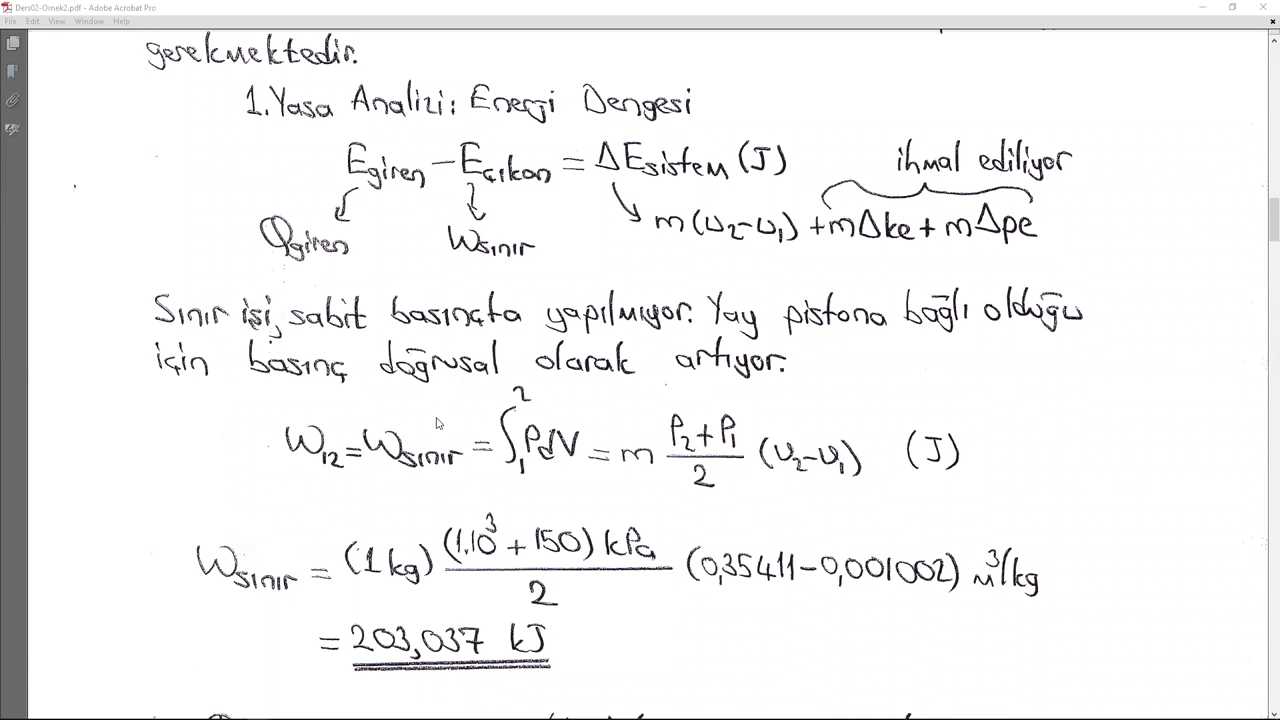 Ders02-Ornek2.pdf - Adobe Acrobat Pro
File Edit View Window Help
gerekmektedir.
1. Yasa Analizi: Enerji Dengesi
Egiren - Eçıkan = ΔEsistem (J) ihmal ediliyor
Qgiren Wsınır m(u2-u1) + mΔke + mΔpe
Sınır işi, sabit basınçta yapılmıyor. Yay pistona bağlı olduğu
için basınç doğrusal olarak artıyor.
W12 = Wsınır = ∫₁² PdV = m (P2+P1)/2 (υ2-υ1) (J)
Wsınır = (1kg) (1.10³ + 150) kPa / 2 (0,35411-0,001002) m³/kg
= 203,037 kJ